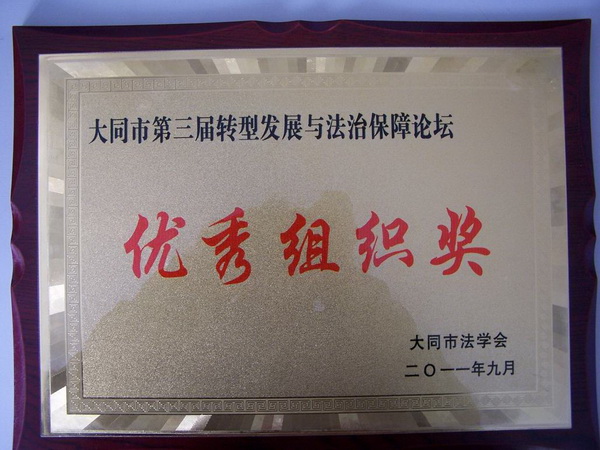 大同市第三届转型发展与法治保障论坛
优秀组织奖
大同市法学会
二〇一一年九月